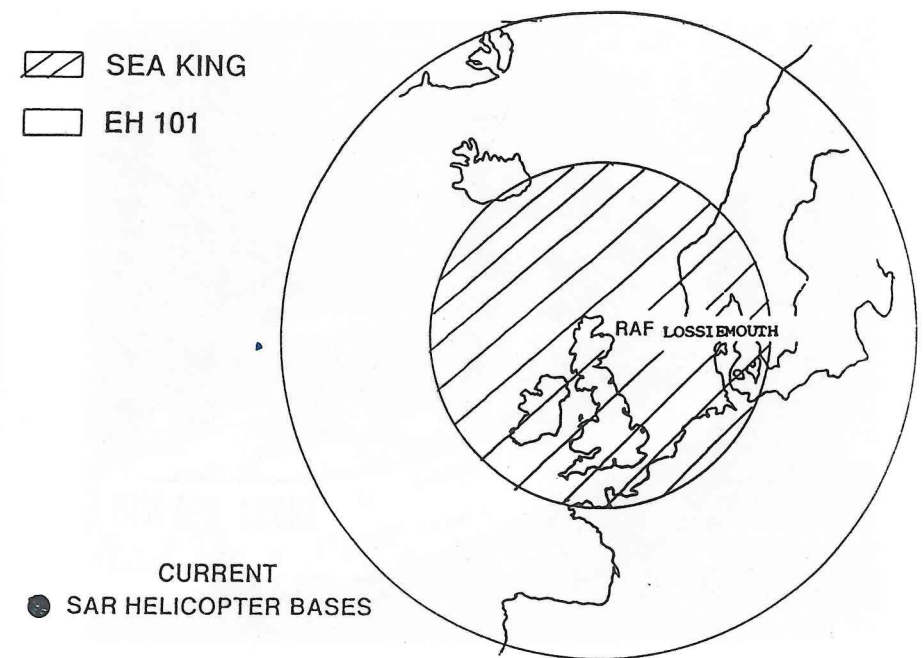 SEA KING
EH 101
RAF LOSSIEMOUTH
CURRENT
SAR HELICOPTER BASES